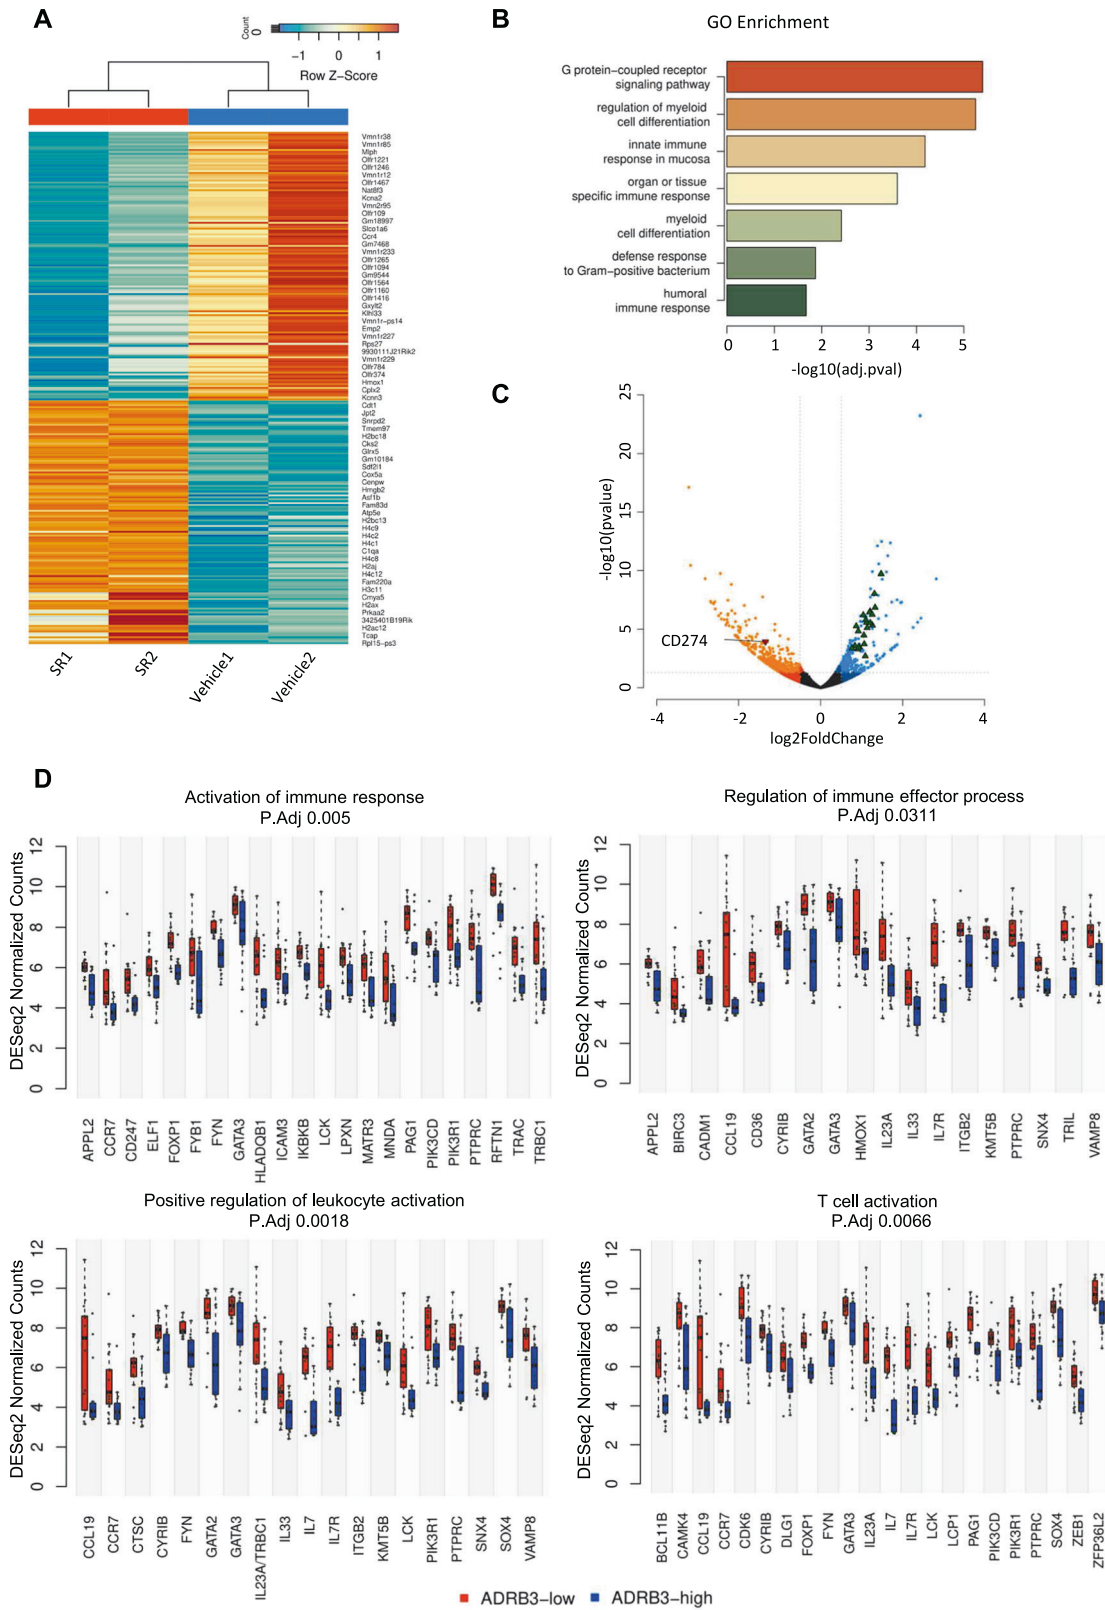 A
Count
0
−1
0
1
Row Z−Score
Vmn1r38
Vmn1r85
Mlph
Olfr1221
Olfr1246
Vmn1r12
Olfr1467
Nat8f3
Kcna2
Vmn2r95
Olfr109
Gm18997
Slco1a6
Ccr4
Gm7468
Vmn1r233
Olfr1265
Olfr1094
Gm9544
Olfr1564
Olfr1160
Olfr1416
Gxylt2
Klhl33
Vmn1r−ps14
Emp2
Vmn1r227
Rps27
9930111J21Rik2
Vmn1r229
Olfr784
Olfr374
Hmox1
Cplx2
Kcnn3
Cdt1
Jpt2
Snrpd2
Tmem97
H2bc18
Cks2
Glrx5
Gm10184
Sdf2l1
Cox5a
Cenpw
Hmgb2
Asf1b
Fam83d
Atp5e
H2bc13
H4c9
H4c2
H4c1
C1qa
H4c8
H2aj
H4c12
Fam220a
H3c11
Cmya5
H2ax
Prkaa2
3425401B19Rik
H2ac12
Tcap
Rpl15−ps3
SR1
SR2
Vehicle1
Vehicle2
B
GO Enrichment
G protein−coupled receptor
signaling pathway
regulation of myeloid
cell differentiation
innate immune
response in mucosa
organ or tissue
specific immune response
myeloid
cell differentiation
defense response
to Gram−positive bacterium
humoral
immune response
0 1 2 3 4 5
-log10(adj.pval)
C
25
20
15
10
5
0
-log10(pvalue)
CD274
-4 -2 0 2 4
log2FoldChange
D
Activation of immune response
P.Adj 0.005
DESeq2 Normalized Counts
12
10
8
6
4
2
0
APPL2
CCR7
CD247
ELF1
FOXP1
FYB1
FYN
GATA3
HLADQB1
ICAM3
IKBKB
LCK
LPXN
MATR3
MNDA
PAG1
PIK3CD
PIK3R1
PTPRC
RFTN1
TRAC
TRBC1
Regulation of immune effector process
P.Adj 0.0311
DESeq2 Normalized Counts
12
10
8
6
4
2
0
APPL2
BIRC3
CADM1
CCL19
CD36
CYRIB
GATA2
GATA3
HMOX1
IL23A
IL33
IL7R
ITGB2
KMT5B
PTPRC
SNX4
TRIL
VAMP8
Positive regulation of leukocyte activation
P.Adj 0.0018
DESeq2 Normalized Counts
12
10
8
6
4
2
0
CCL19
CCR7
CTSC
CYRIB
FYN
GATA2
GATA3
IL23A/TRBC1
IL33
IL7
IL7R
ITGB2
KMT5B
LCK
PIK3R1
PTPRC
SNX4
SOX4
VAMP8
T cell activation
P.Adj 0.0066
DESeq2 Normalized Counts
12
10
8
6
4
2
0
BCL11B
CAMK4
CCL19
CCR7
CDK6
CYRIB
DLG1
FOXP1
FYN
GATA3
IL23A
IL7
IL7R
LCK
LCP1
PAG1
PIK3CD
PIK3R1
PTPRC
SOX4
ZEB1
ZFP36L2
ADRB3−low
ADRB3−high